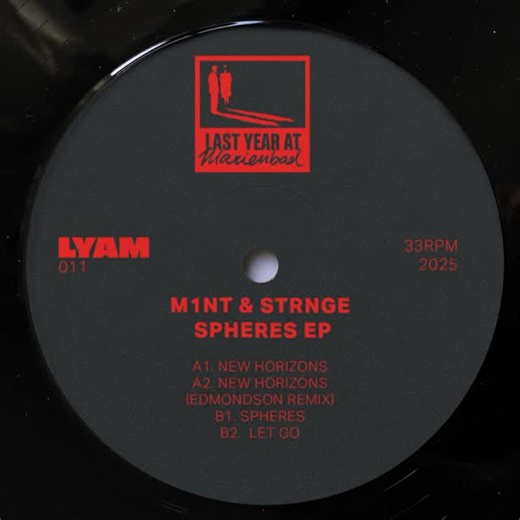 LAST YEAR AT
Marienbad
LYAM
011
33RPM
2025
M1NT & STRNGE
SPHERES EP
A1. NEW HORIZONS
A2. NEW HORIZONS
(EDMONDSON REMIX)
B1. SPHERES
B2. LET GO